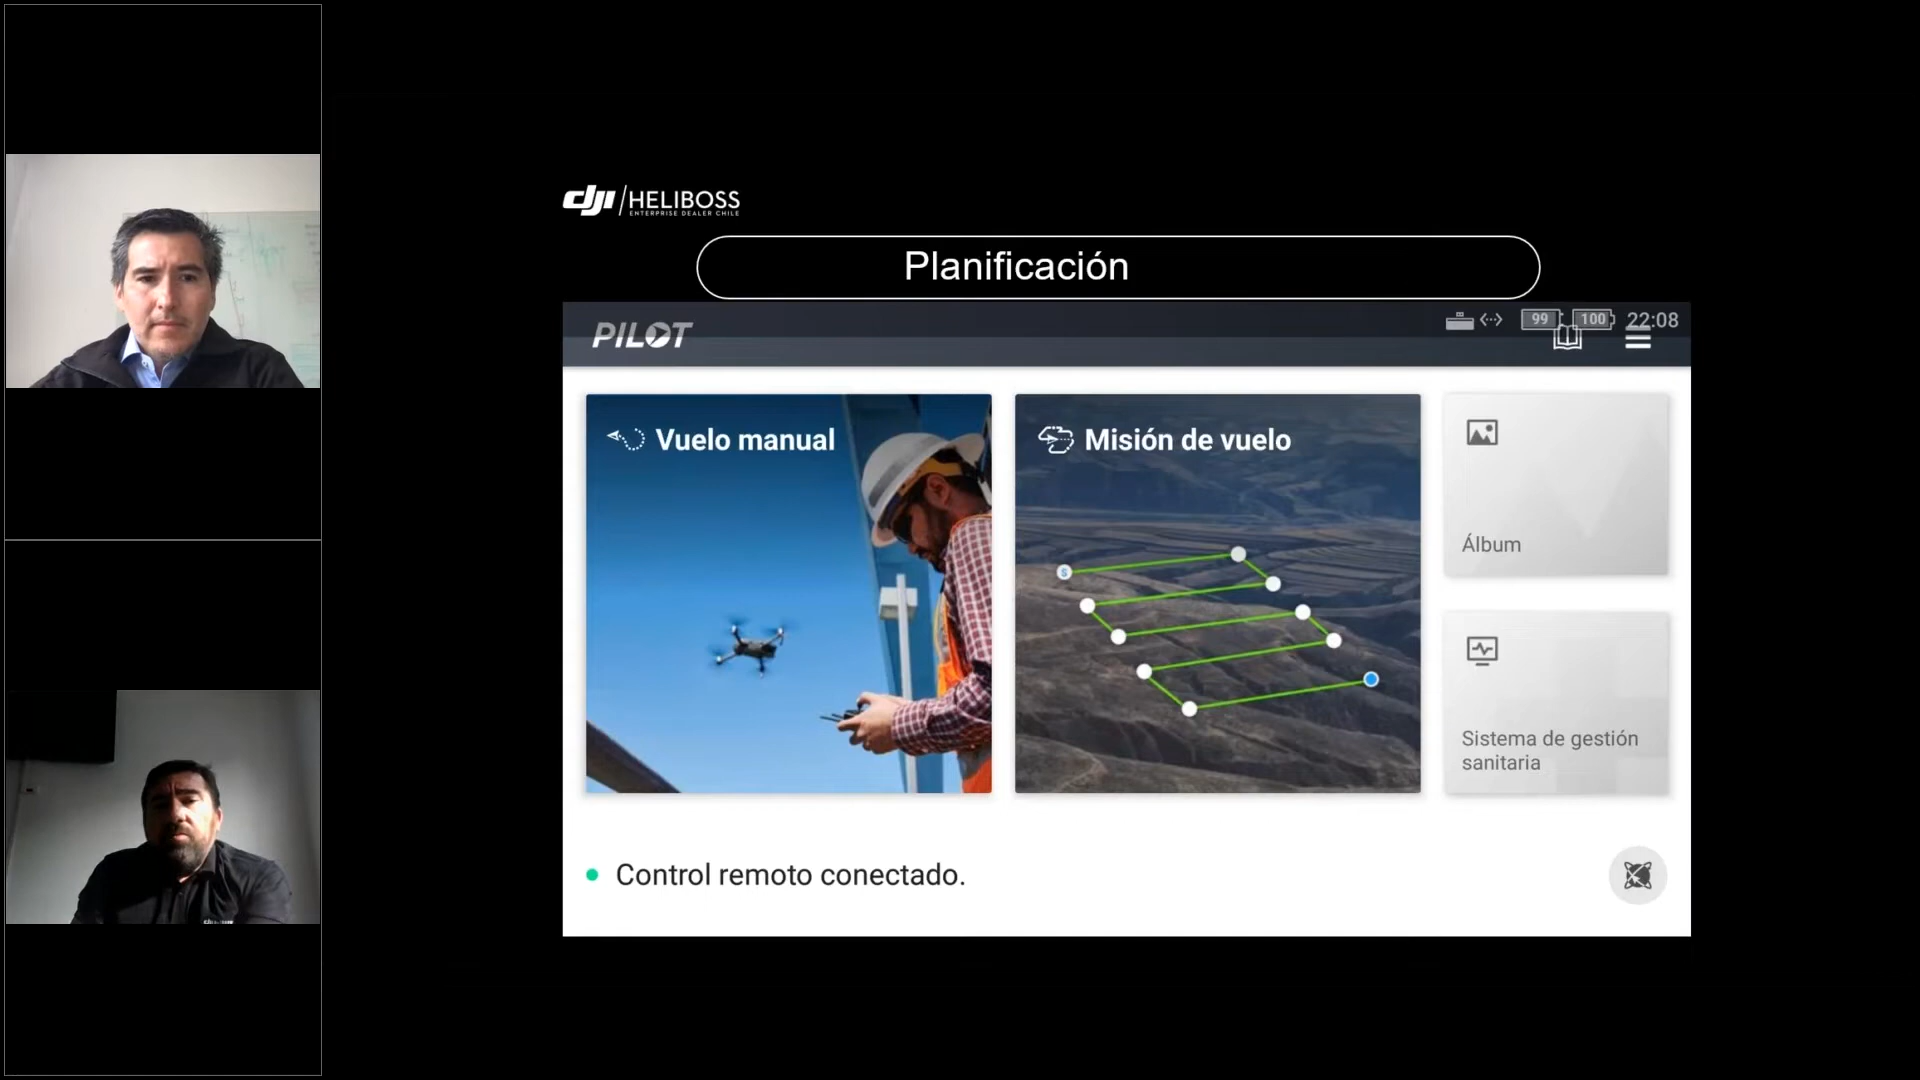 dji HELIBOSS
ENTERPRISE DEALER CHILE
Planificación
PILOT
99 100 22:08
Vuelo manual
Misión de vuelo
S
Álbum
Sistema de gestión
sanitaria
Control remoto conectado.